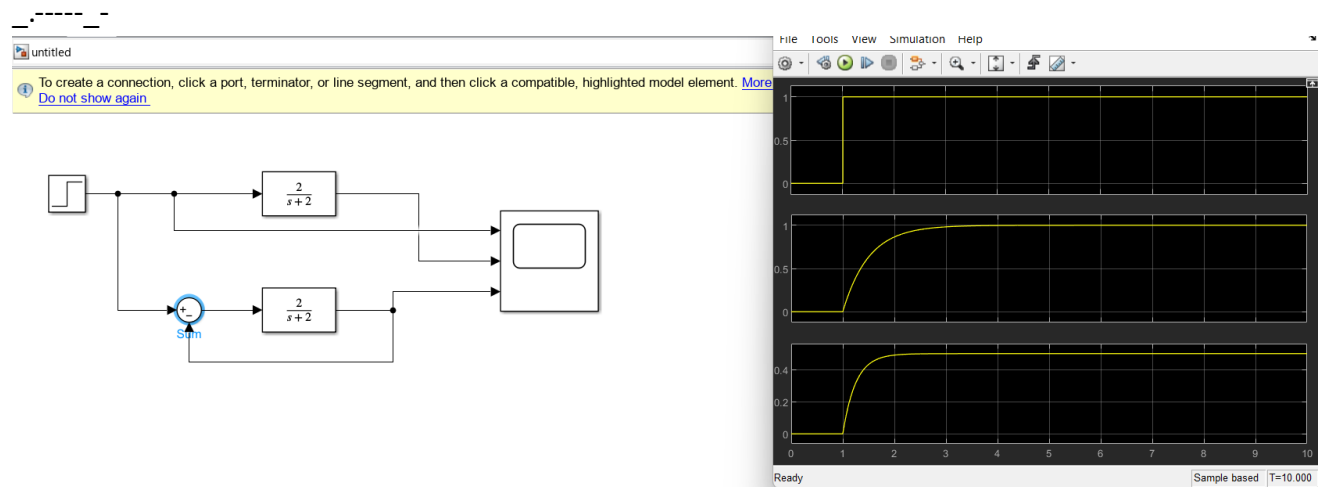 untitled
To create a connection, click a port, terminator, or line segment, and then click a compatible, highlighted model element. More
Do not show again
2
s + 2
2
s + 2
+
-
Sum
File Tools View Simulation Help
1
0.5
0
1
0.5
0
0.4
0.2
0
0 1 2 3 4 5 6 7 8 9 10
Ready
Sample based T=10.000